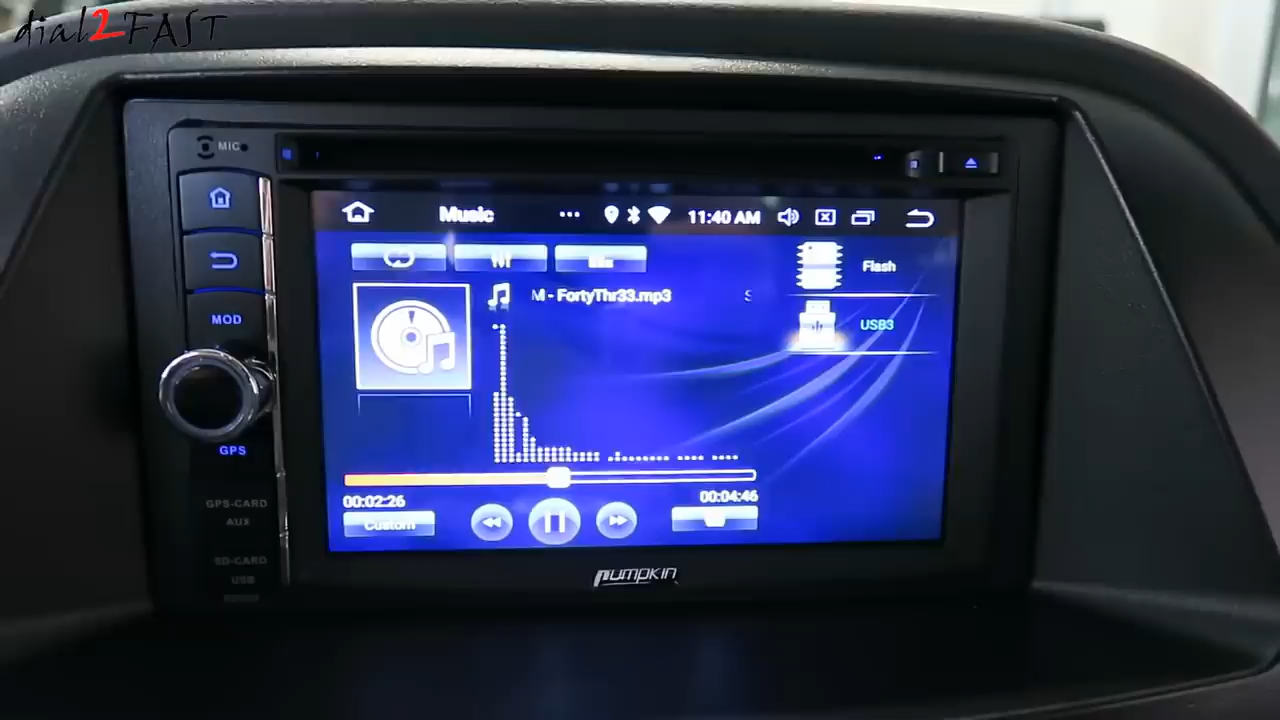 dial2FAST
MIC
Music
11:40 AM
Flash
M - FortyThr33.mp3
S
USB3
MOD
GPS
00:02:26
00:04:46
Custom
GPS-CARD
AUX
SD-CARD
USB
PUMPKIN